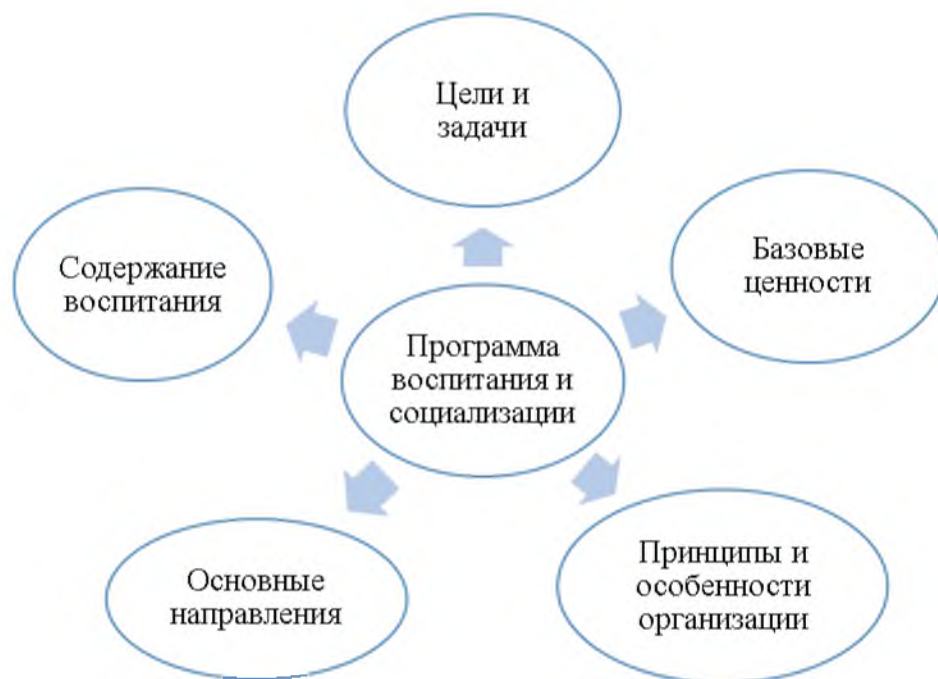 Цели и
задачи
Содержание
воспитания
Базовые
ценности
Программа
воспитания и
социализации
Основные
направления
Принципы и
особенности
организации